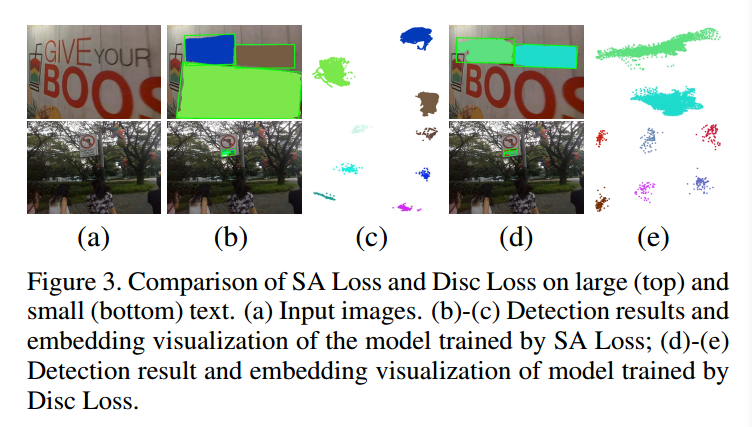 GIVE YOUR
BOOS
BOOS
(a) (b) (c) (d) (e)
Figure 3. Comparison of SA Loss and Disc Loss on large (top) and
small (bottom) text. (a) Input images. (b)-(c) Detection results and
embedding visualization of the model trained by SA Loss; (d)-(e)
Detection result and embedding visualization of model trained by
Disc Loss.